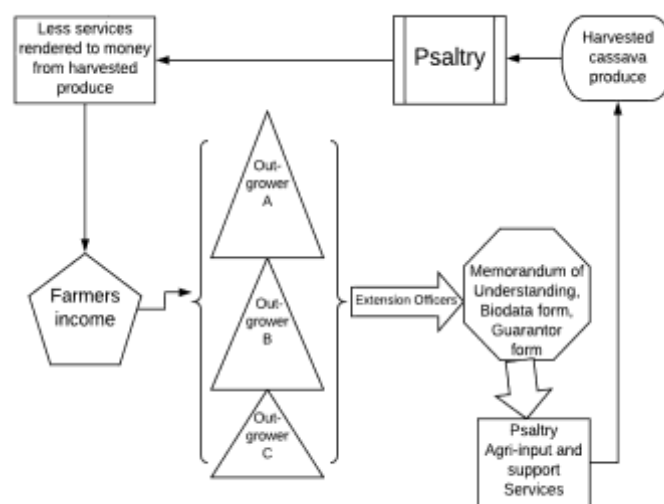 Less services
rendered to money
from harvested
produce
Psaltry
Harvested
cassava
produce
Out-
grower
A
Farmers
income
Out-
grower
B
Extension Officers
Memorandum of
Understanding,
Biodata form,
Guarantor
form
Out-
grower
C
Psaltry
Agri-input and
support
Services